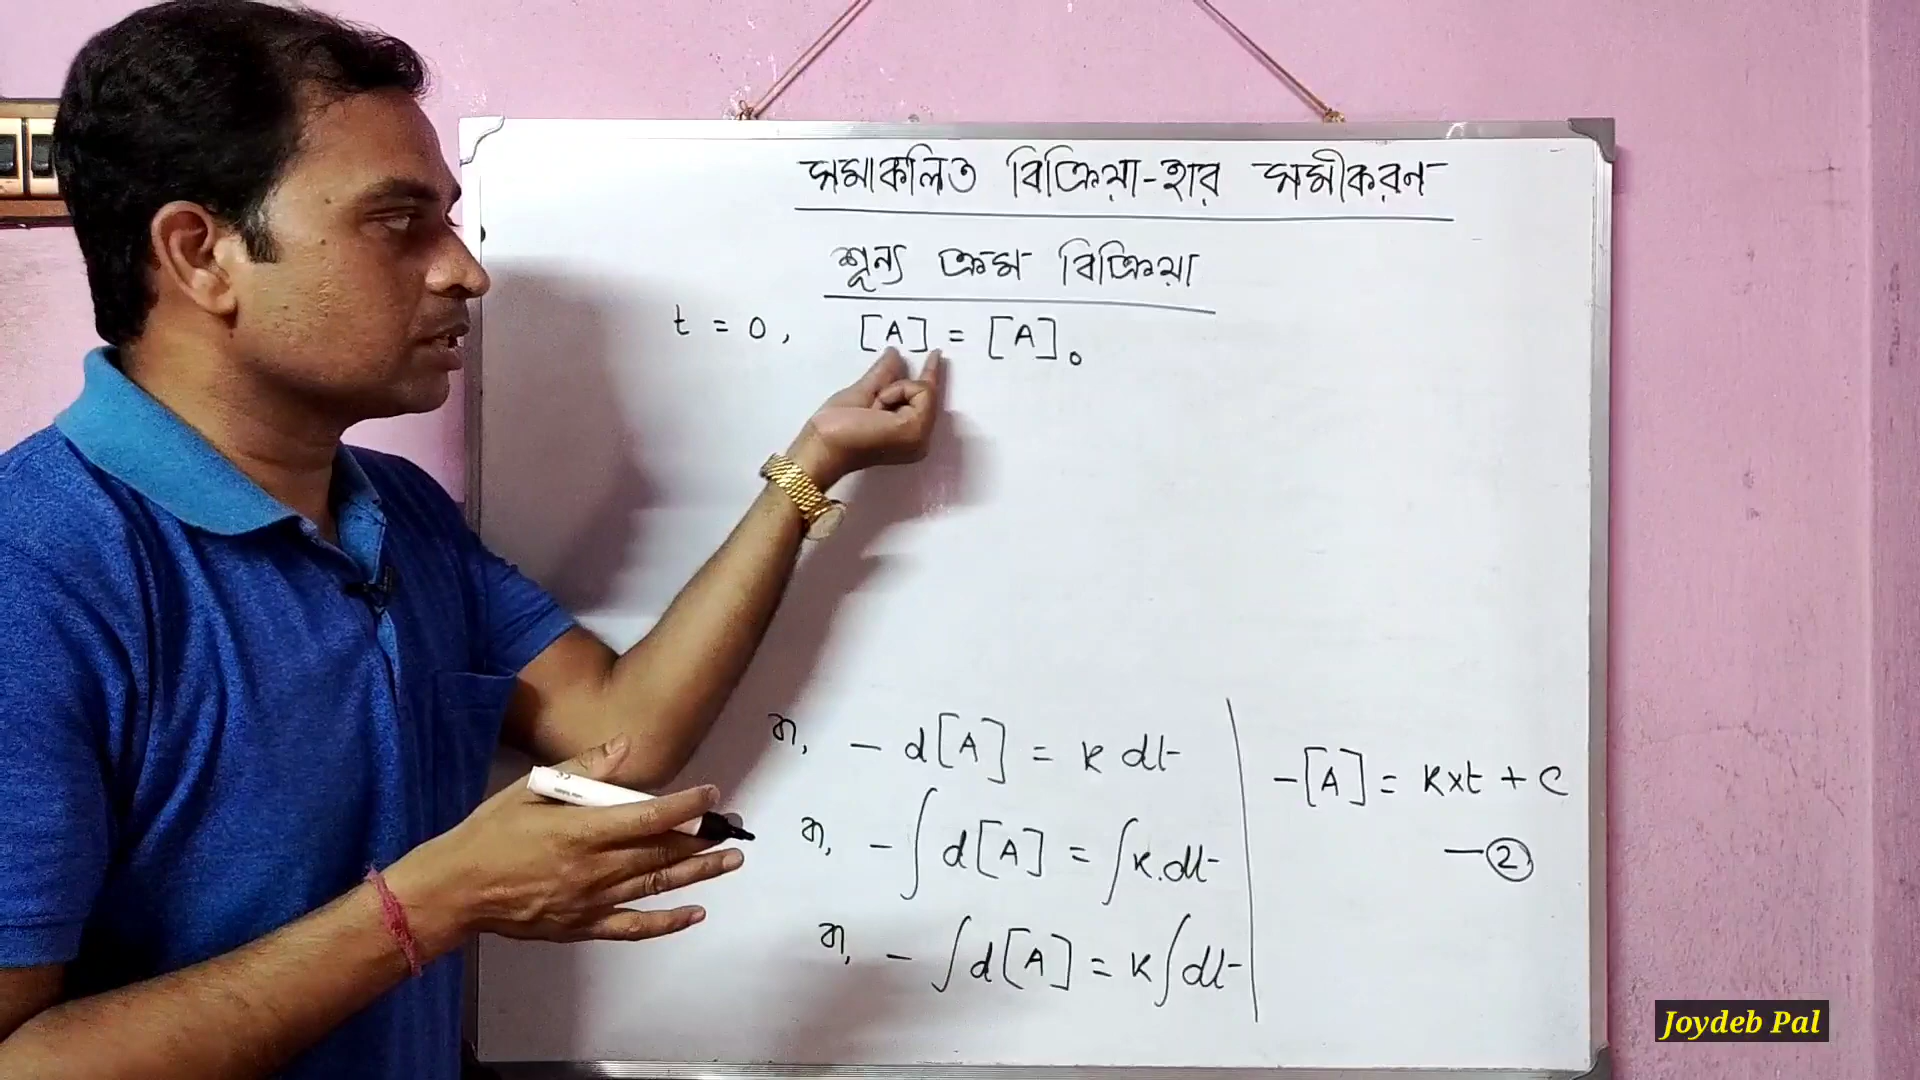 সমাকলিত বিক্রিয়া-হার সমীকরণ
শূন্য ক্রম বিক্রিয়া
t = 0, [A] = [A]₀
বা, - d[A] = K dt
বা, - ∫d[A] = ∫K.dt
বা, - ∫d[A] = K∫dt
-[A] = K×t + C
—②
Joydeb Pal